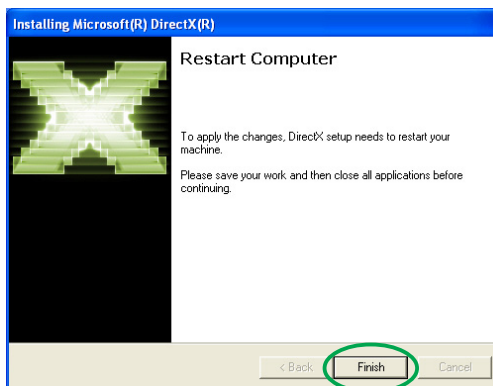 Installing Microsoft(R) DirectX(R)
Restart Computer
To apply the changes, DirectX setup needs to restart your
machine.
Please save your work and then close all applications before
continuing.
< Back Finish Cancel